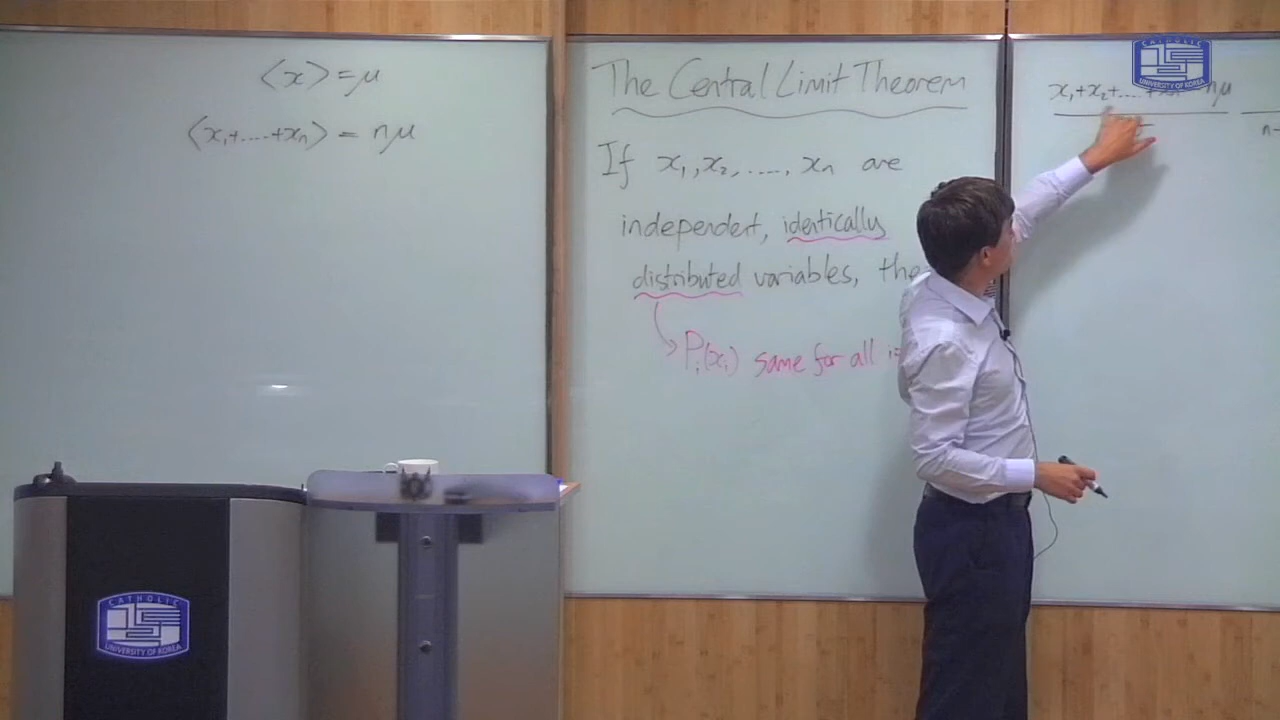 ⟨x⟩ = μ
⟨x₁+....+xₙ⟩ = nμ
The Central Limit Theorem
If x₁, x₂, ...., xₙ are
independent, identically
distributed variables, the
Pᵢ(xᵢ) same for all i
x₁+x₂+.... nμ
n-
CATHOLIC
UNIVERSITY OF KOREA
CATHOLIC
UNIVERSITY OF KOREA